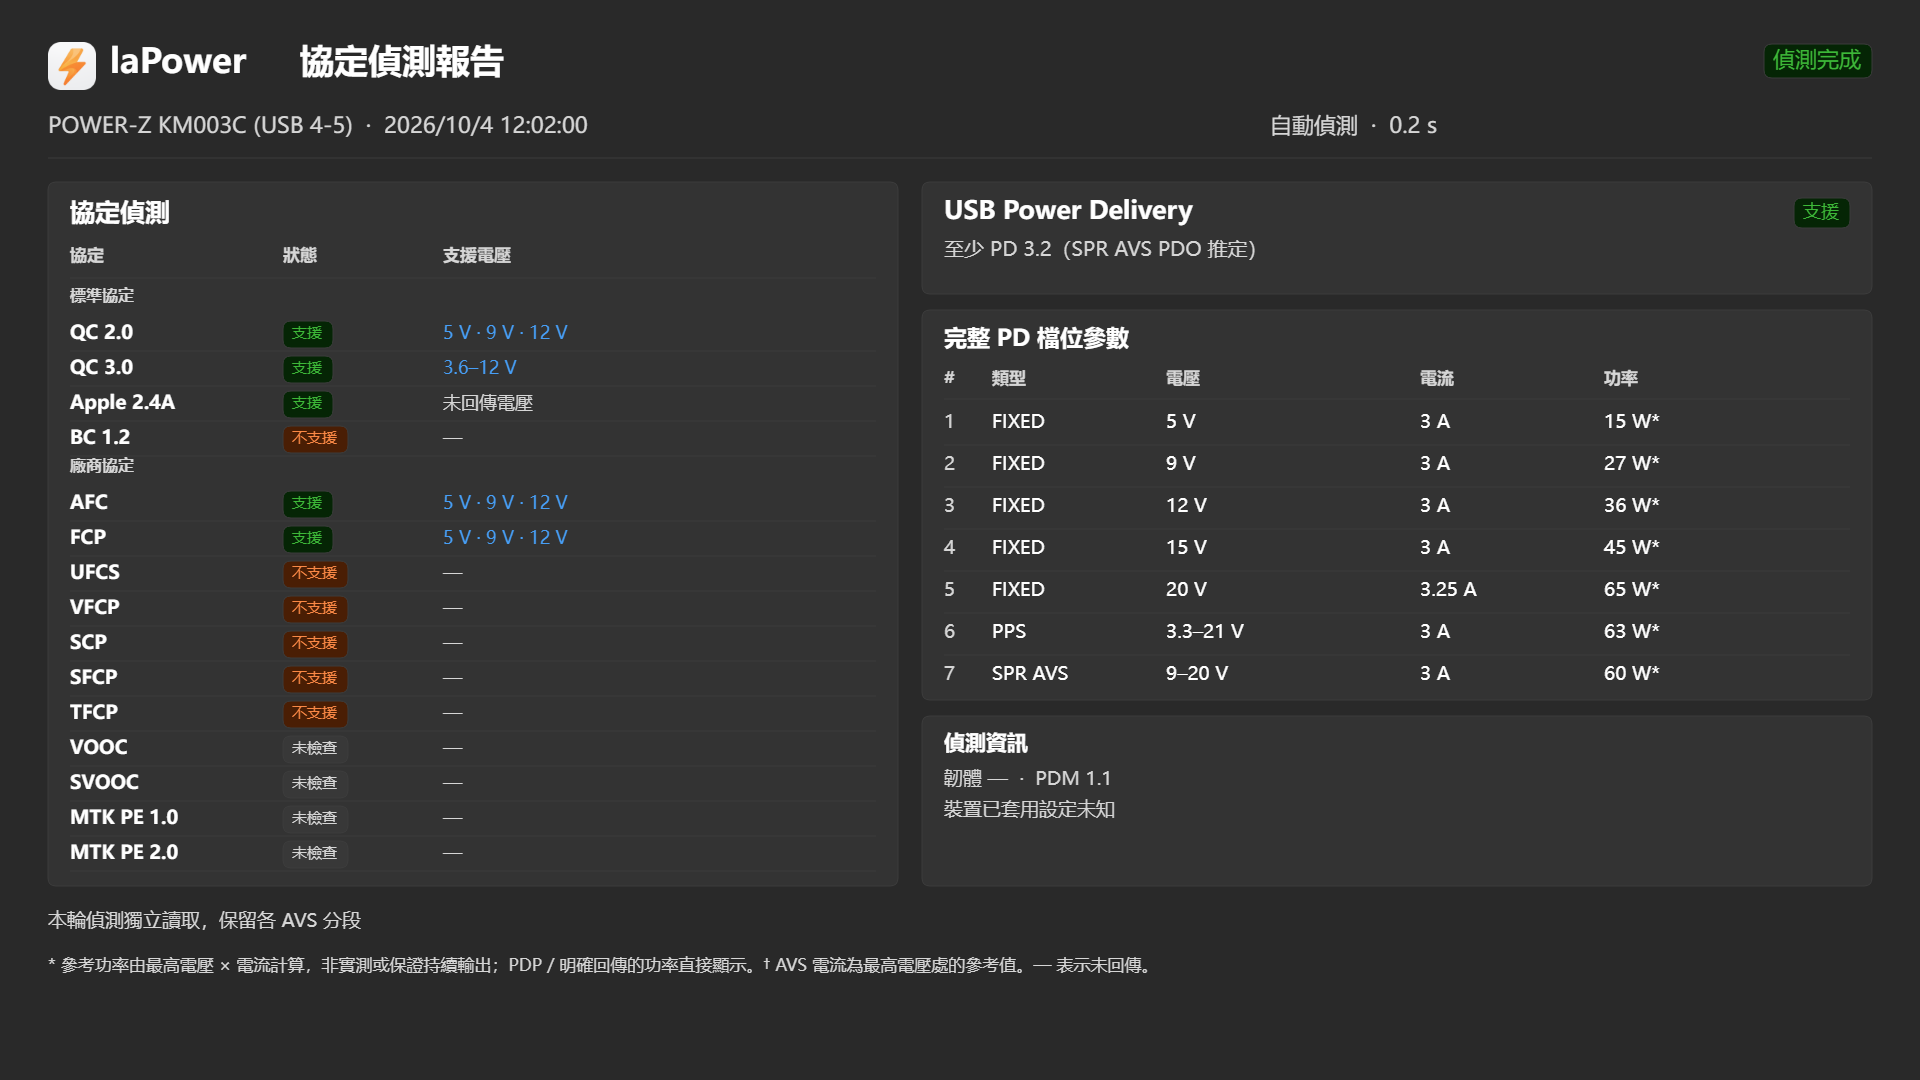 laPower 協定偵測報告 偵測完成
POWER-Z KM003C (USB 4-5) · 2026/10/4 12:02:00 自動偵測 · 0.2 s
協定偵測
協定 狀態 支援電壓
標準協定
QC 2.0 支援 5 V · 9 V · 12 V
QC 3.0 支援 3.6–12 V
Apple 2.4A 支援 未回傳電壓
BC 1.2 不支援 —
廠商協定
AFC 支援 5 V · 9 V · 12 V
FCP 支援 5 V · 9 V · 12 V
UFCS 不支援 —
VFCP 不支援 —
SCP 不支援 —
SFCP 不支援 —
TFCP 不支援 —
VOOC 未檢查 —
SVOOC 未檢查 —
MTK PE 1.0 未檢查 —
MTK PE 2.0 未檢查 —
USB Power Delivery 支援
至少 PD 3.2（SPR AVS PDO 推定）
完整 PD 檔位參數
# 類型 電壓 電流 功率
1 FIXED 5 V 3 A 15 W*
2 FIXED 9 V 3 A 27 W*
3 FIXED 12 V 3 A 36 W*
4 FIXED 15 V 3 A 45 W*
5 FIXED 20 V 3.25 A 65 W*
6 PPS 3.3–21 V 3 A 63 W*
7 SPR AVS 9–20 V 3 A 60 W*
偵測資訊
韌體 — · PDM 1.1
裝置已套用設定未知
本輪偵測獨立讀取，保留各 AVS 分段
* 參考功率由最高電壓 × 電流計算，非實測或保證持續輸出；PDP / 明確回傳的功率直接顯示。† AVS 電流為最高電壓處的參考值。— 表示未回傳。